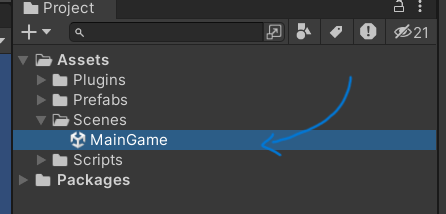 Project
21
Assets
Plugins
Prefabs
Scenes
MainGame
Scripts
Packages